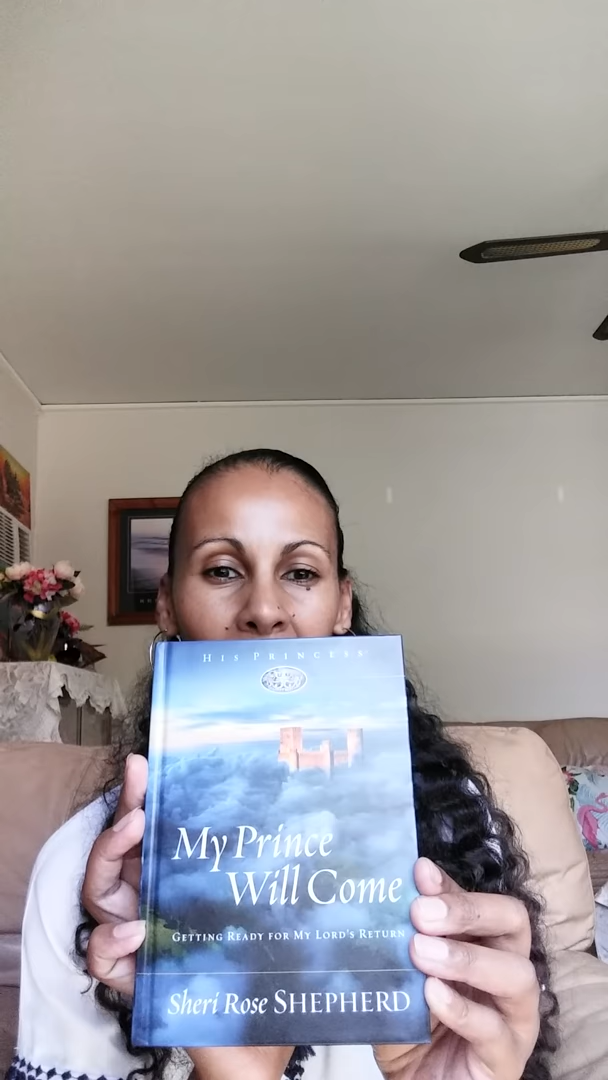 HIS PRINCESS
My Prince
Will Come
GETTING READY FOR MY LORD'S RETURN
Sheri Rose SHEPHERD